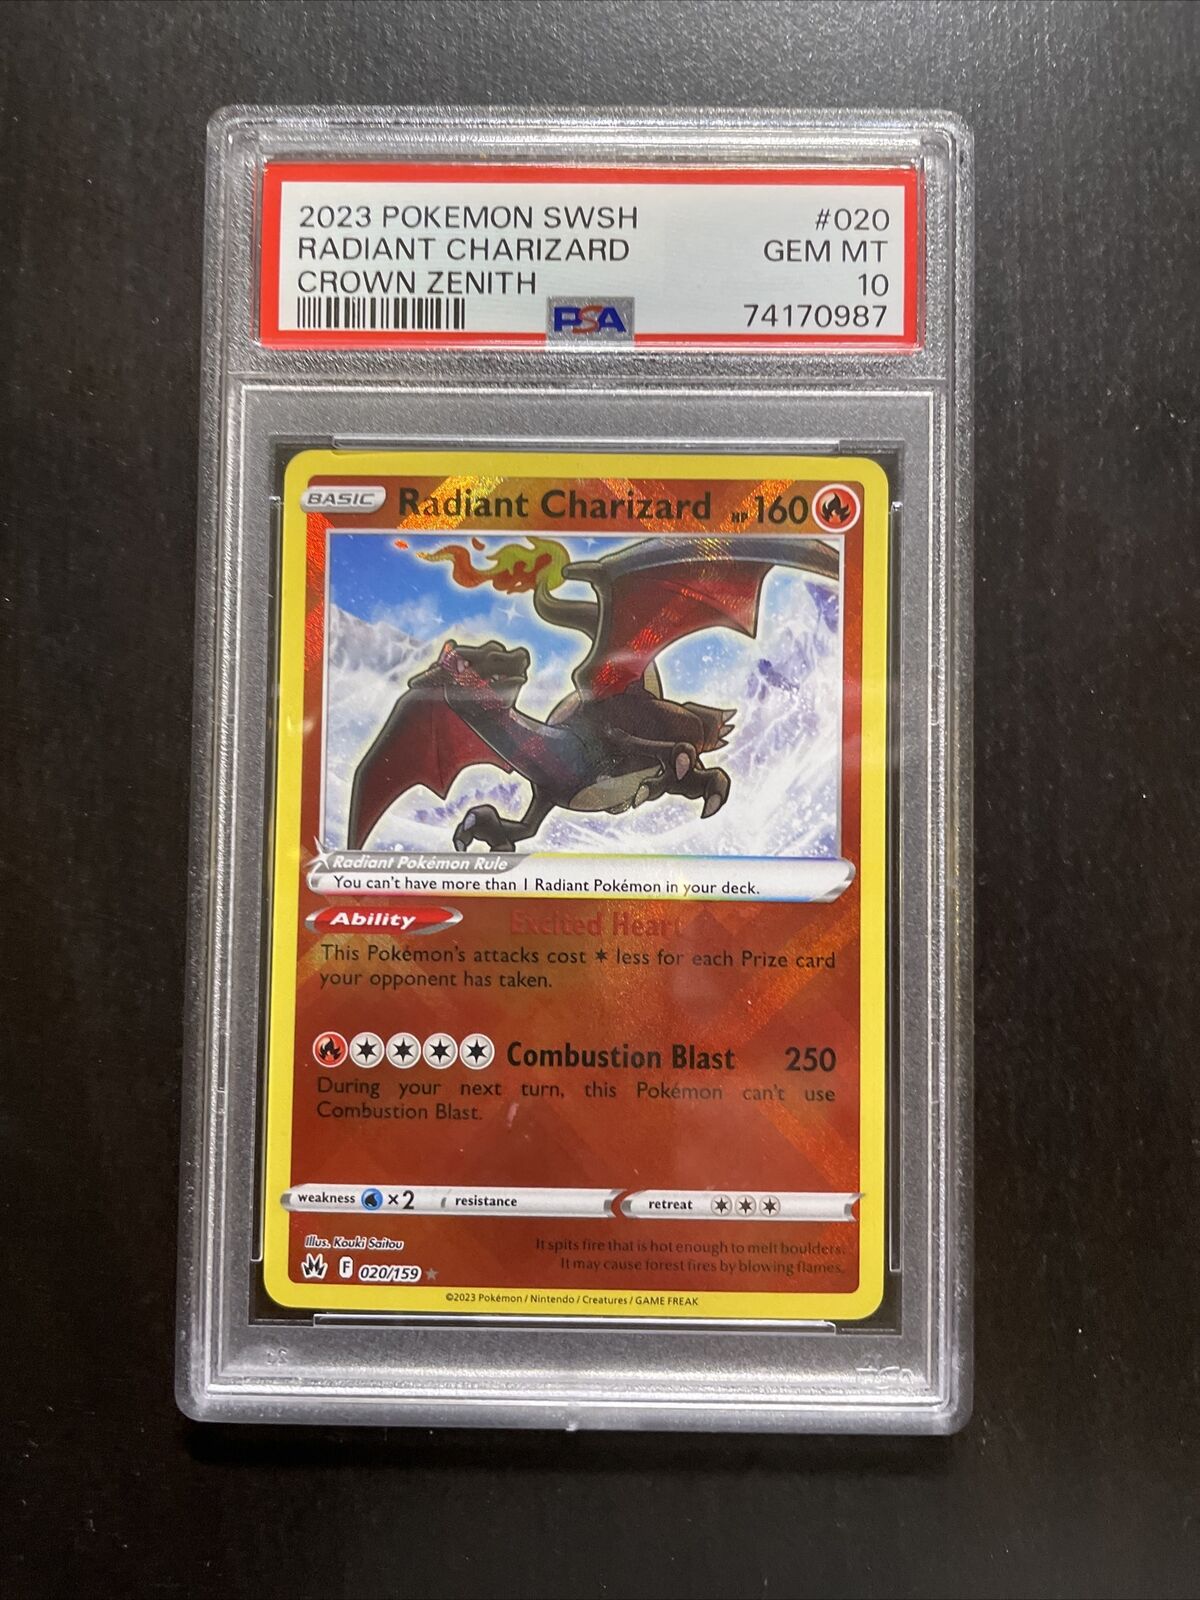 2023 POKEMON SWSH #020
RADIANT CHARIZARD GEM MT
CROWN ZENITH 10
PSA 74170987
BASIC Radiant Charizard HP 160
Radiant Pokémon Rule
You can't have more than 1 Radiant Pokémon in your deck.
Ability Excited Heart
This Pokémon's attacks cost less for each Prize card
your opponent has taken.
Combustion Blast 250
During your next turn, this Pokémon can't use
Combustion Blast.
weakness ×2 resistance retreat
Illus. Kouki Saitou
It spits fire that is hot enough to melt boulders.
It may cause forest fires by blowing flames.
F 020/159
©2023 Pokémon / Nintendo / Creatures / GAME FREAK